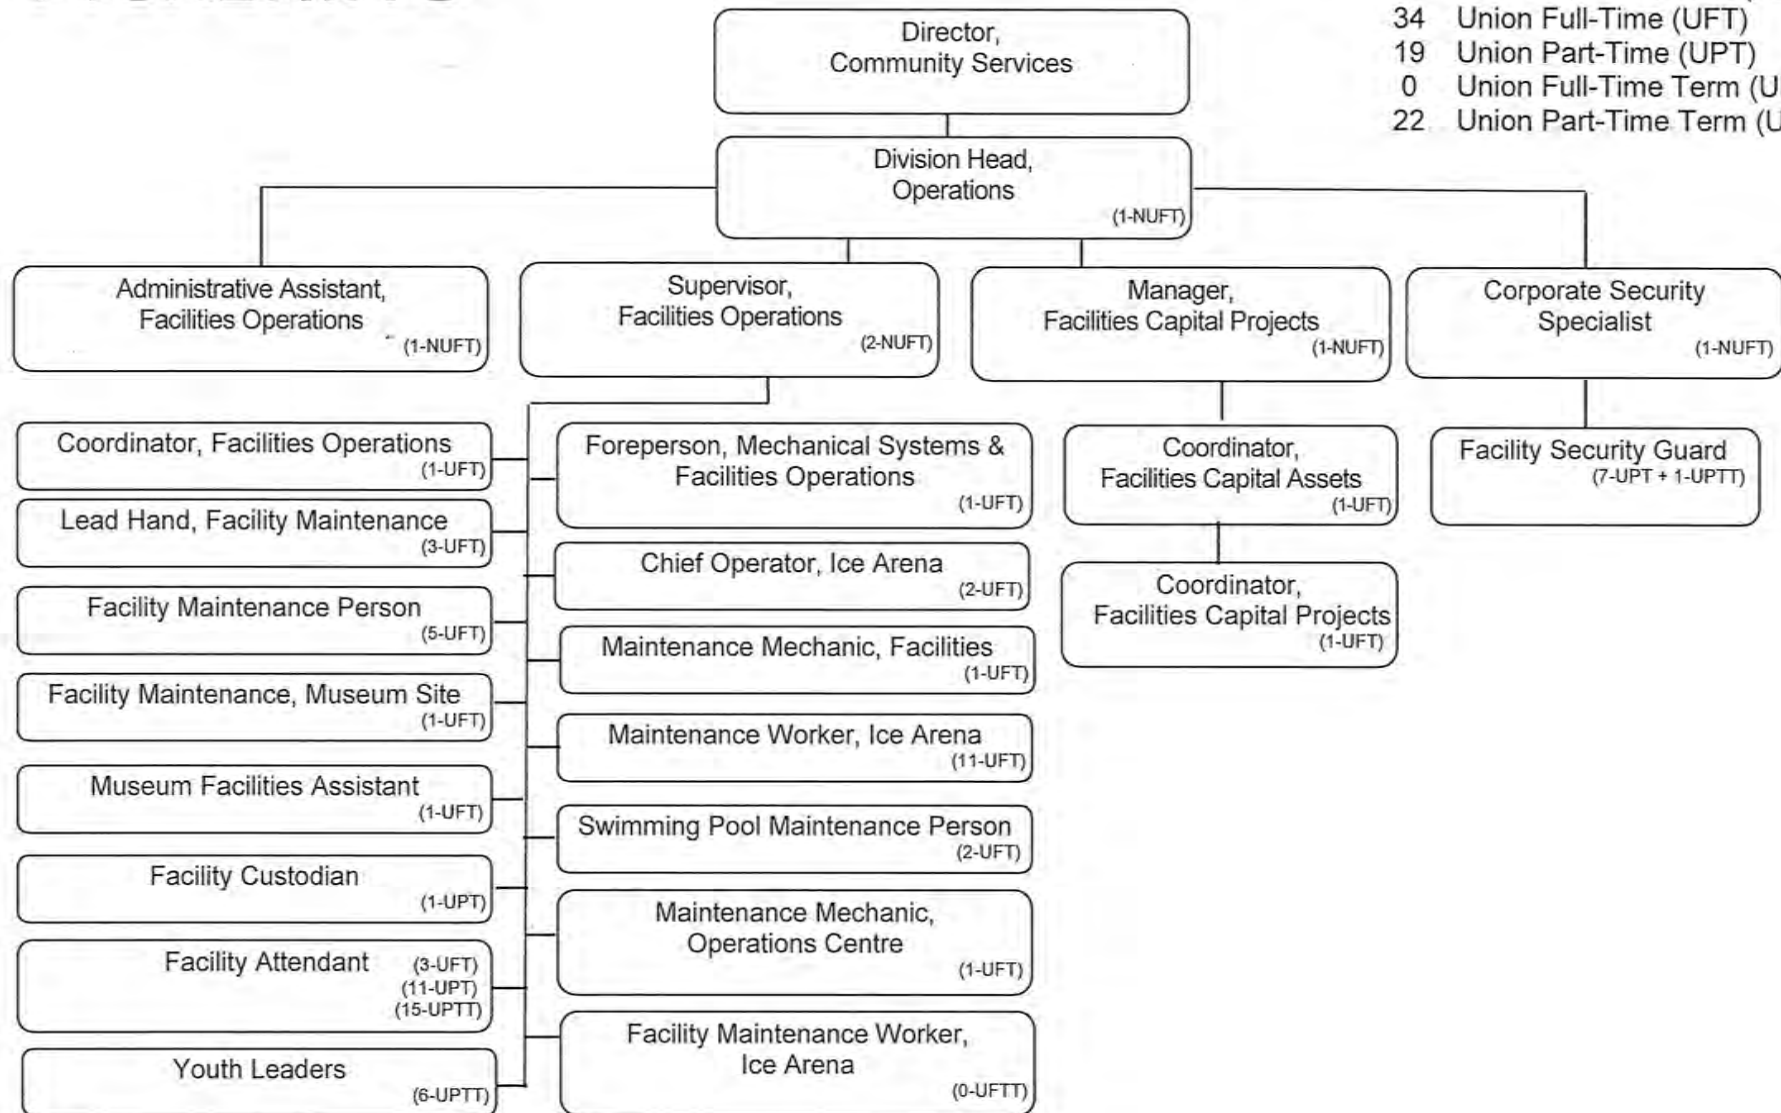 34 Union Full-Time (UFT)
19 Union Part-Time (UPT)
0 Union Full-Time Term (U
22 Union Part-Time Term (U
Director,
Community Services
Division Head,
Operations
(1-NUFT)
Administrative Assistant,
Facilities Operations
(1-NUFT)
Supervisor,
Facilities Operations
(2-NUFT)
Manager,
Facilities Capital Projects
(1-NUFT)
Corporate Security
Specialist
(1-NUFT)
Coordinator, Facilities Operations
(1-UFT)
Lead Hand, Facility Maintenance
(3-UFT)
Facility Maintenance Person
(5-UFT)
Facility Maintenance, Museum Site
(1-UFT)
Museum Facilities Assistant
(1-UFT)
Facility Custodian
(1-UPT)
Facility Attendant (3-UFT)
(11-UPT)
(15-UPTT)
Youth Leaders
(6-UPTT)
Foreperson, Mechanical Systems &
Facilities Operations
(1-UFT)
Chief Operator, Ice Arena
(2-UFT)
Maintenance Mechanic, Facilities
(1-UFT)
Maintenance Worker, Ice Arena
(11-UFT)
Swimming Pool Maintenance Person
(2-UFT)
Maintenance Mechanic,
Operations Centre
(1-UFT)
Facility Maintenance Worker,
Ice Arena
(0-UFTT)
Coordinator,
Facilities Capital Assets
(1-UFT)
Coordinator,
Facilities Capital Projects
(1-UFT)
Facility Security Guard
(7-UPT + 1-UPTT)